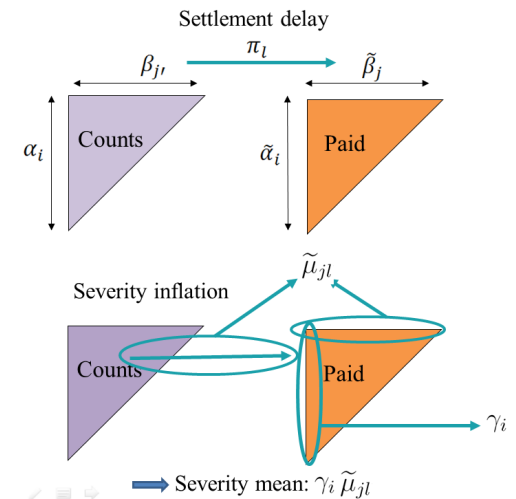 Settlement delay
π_l
β_{j′}
β̃_j
α_i
Counts
α̃_i
Paid
μ̃_{jl}
Severity inflation
Counts
Paid
γ_i
Severity mean: γ_i μ̃_{jl}